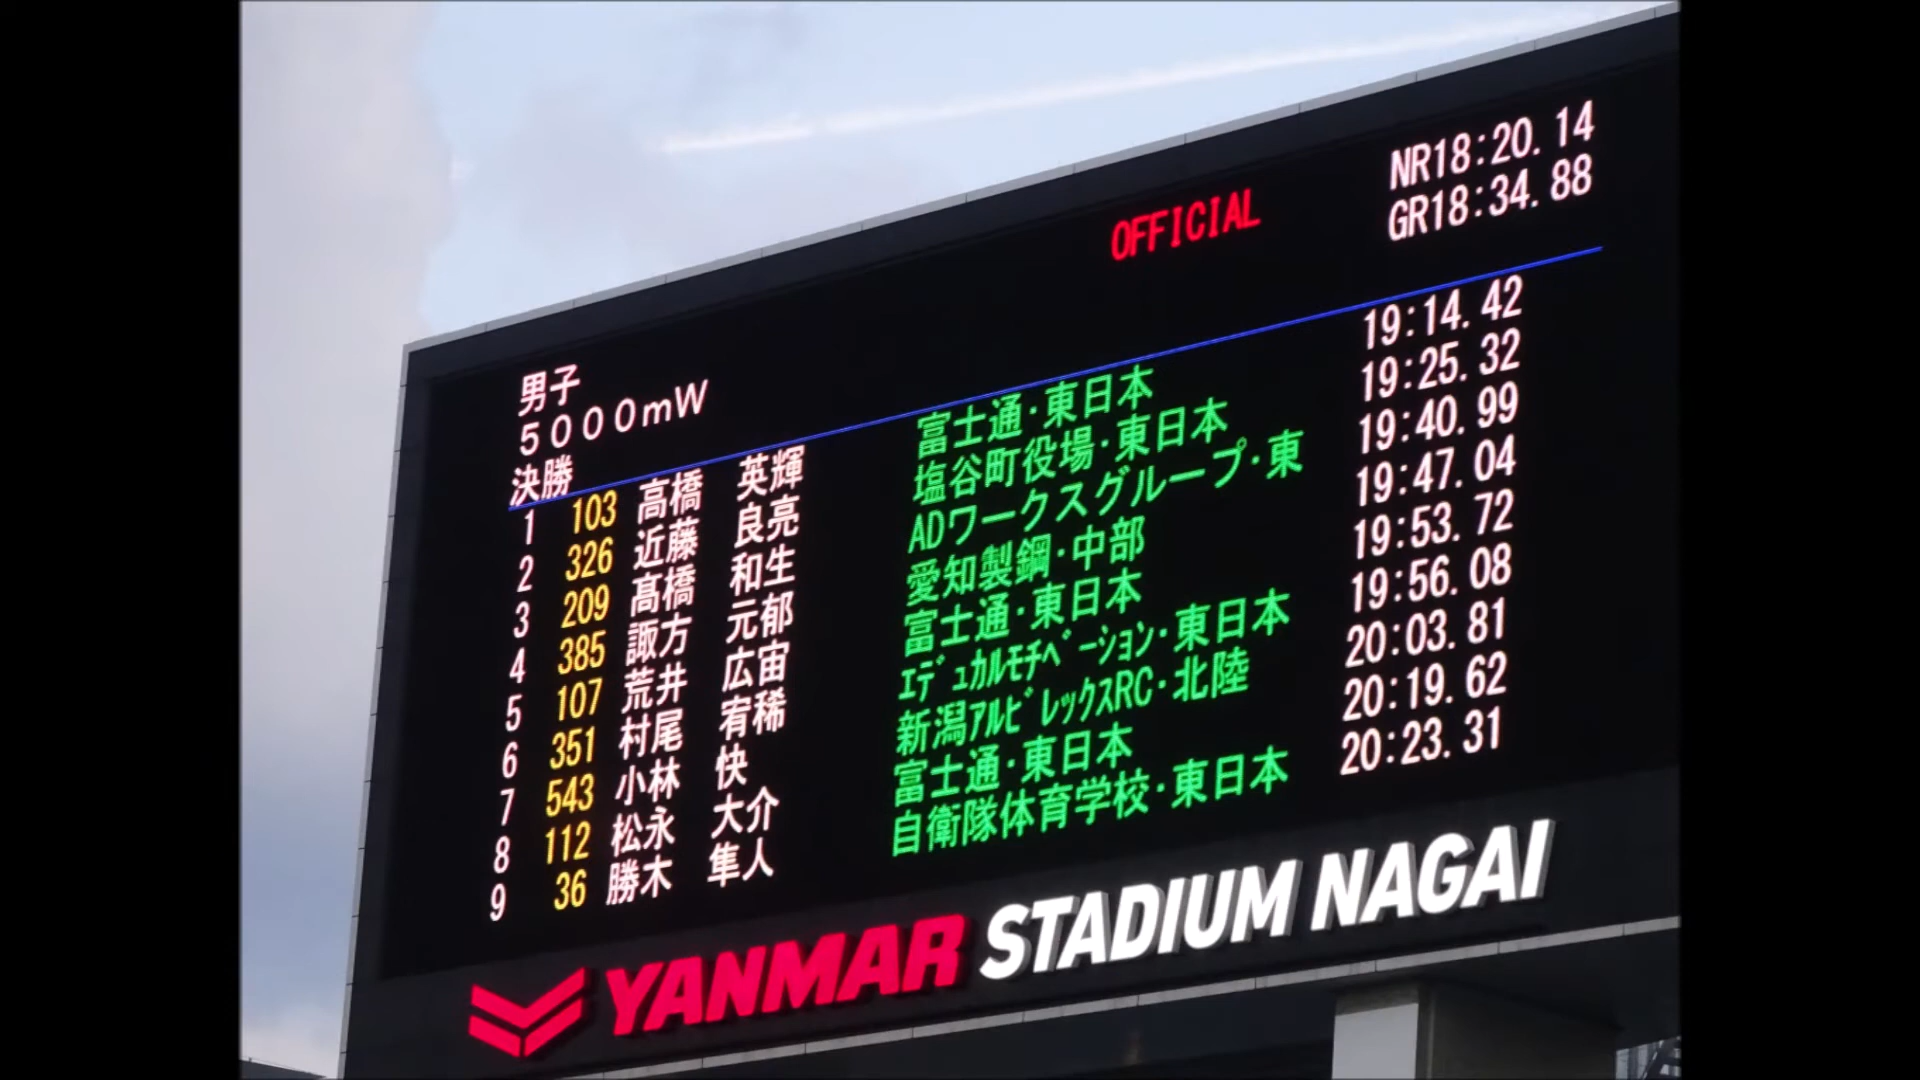 NR18:20.14
OFFICIAL GR18:34.88
男子
5000mW
決勝
1 103 高橋 英輝 富士通・東日本 19:14.42
2 326 近藤 良亮 塩谷町役場・東日本 19:25.32
3 209 髙橋 和生 ADワークスグループ・東 19:40.99
4 385 諏方 元郁 愛知製鋼・中部 19:47.04
5 107 荒井 広宙 富士通・東日本 19:53.72
6 351 村尾 宥稀 ｴﾃﾞｭｶﾙﾓﾁﾍﾞｰｼｮﾝ・東日本 19:56.08
7 543 小林 快 新潟ｱﾙﾋﾞﾚｯｸｽRC・北陸 20:03.81
8 112 松永 大介 富士通・東日本 20:19.62
9 36 勝木 隼人 自衛隊体育学校・東日本 20:23.31
YANMAR STADIUM NAGAI